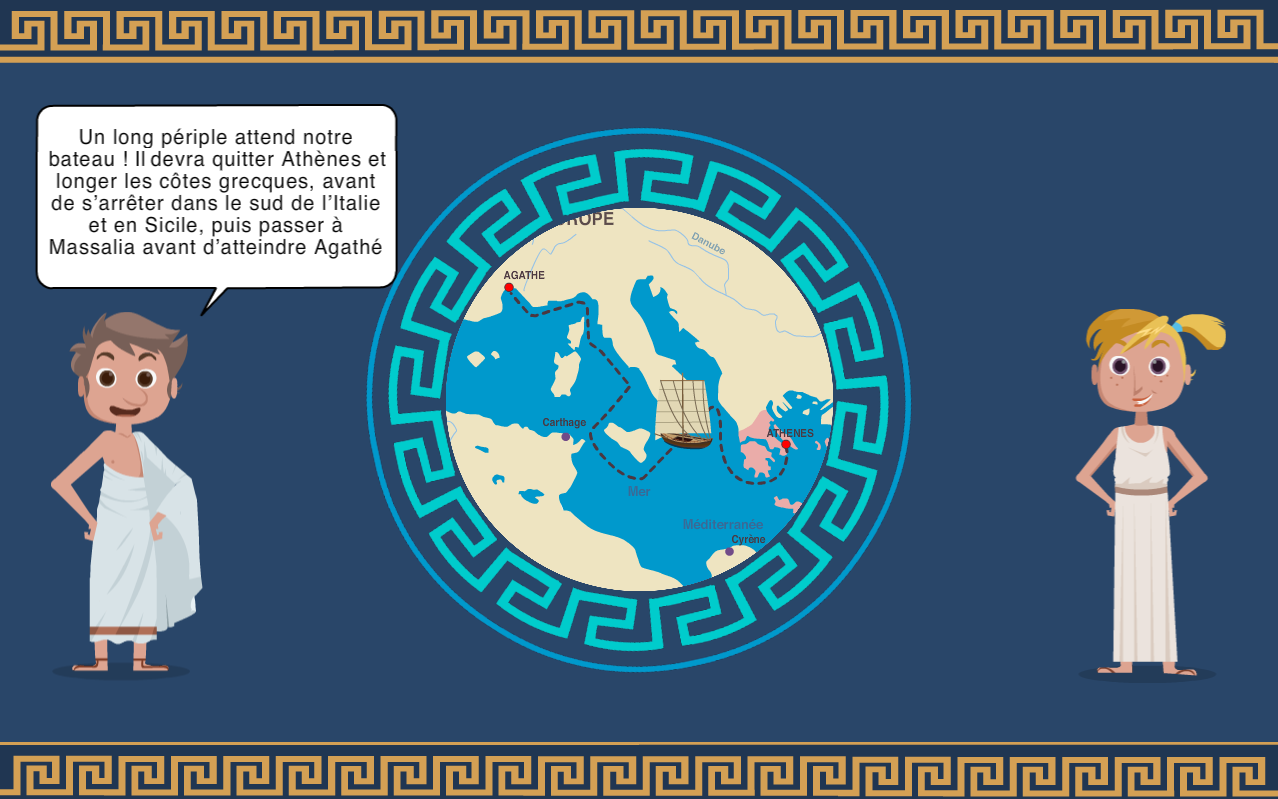 Un long périple attend notre
bateau ! Il devra quitter Athènes et
longer les côtes grecques, avant
de s’arrêter dans le sud de l’Italie
et en Sicile, puis passer à
Massalia avant d’atteindre Agathé
ROPE
Danube
AGATHE
Carthage
ATHENES
Mer
Méditerranée
Cyrène